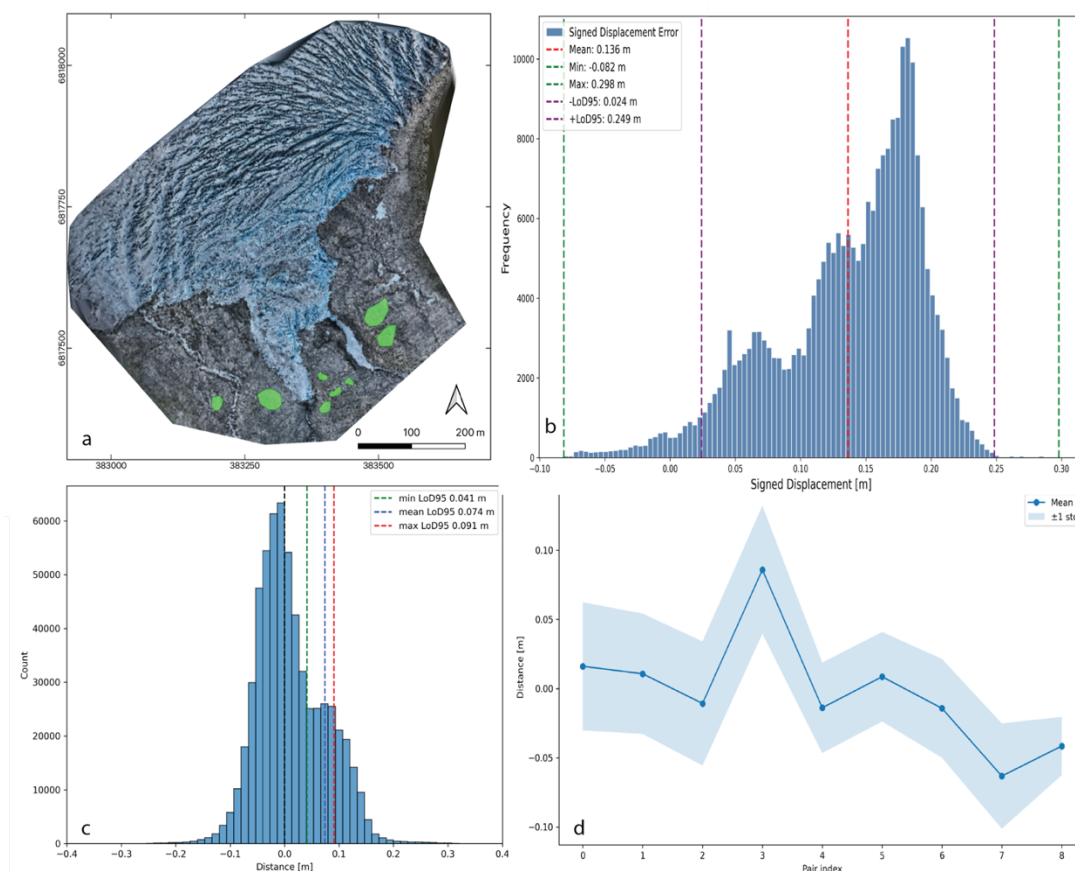 6818000
6817750
6817500
a
0 100 200 m
383000 383250 383500
Signed Displacement Error
Mean: 0.136 m
Min: -0.082 m
Max: 0.298 m
-LoD95: 0.024 m
+LoD95: 0.249 m
Frequency
10000
8000
6000
4000
2000
0
b
−0.10 −0.05 0.00 0.05 0.10 0.15 0.20 0.25 0.30
Signed Displacement [m]
min LoD95 0.041 m
mean LoD95 0.074 m
max LoD95 0.091 m
Count
60000
50000
40000
30000
20000
10000
0
c
−0.4 −0.3 −0.2 −0.1 0.0 0.1 0.2 0.3 0.4
Distance [m]
Mean
±1 st
Distance [m]
0.10
0.05
0.00
−0.05
−0.10
d
0 1 2 3 4 5 6 7 8
Pair index